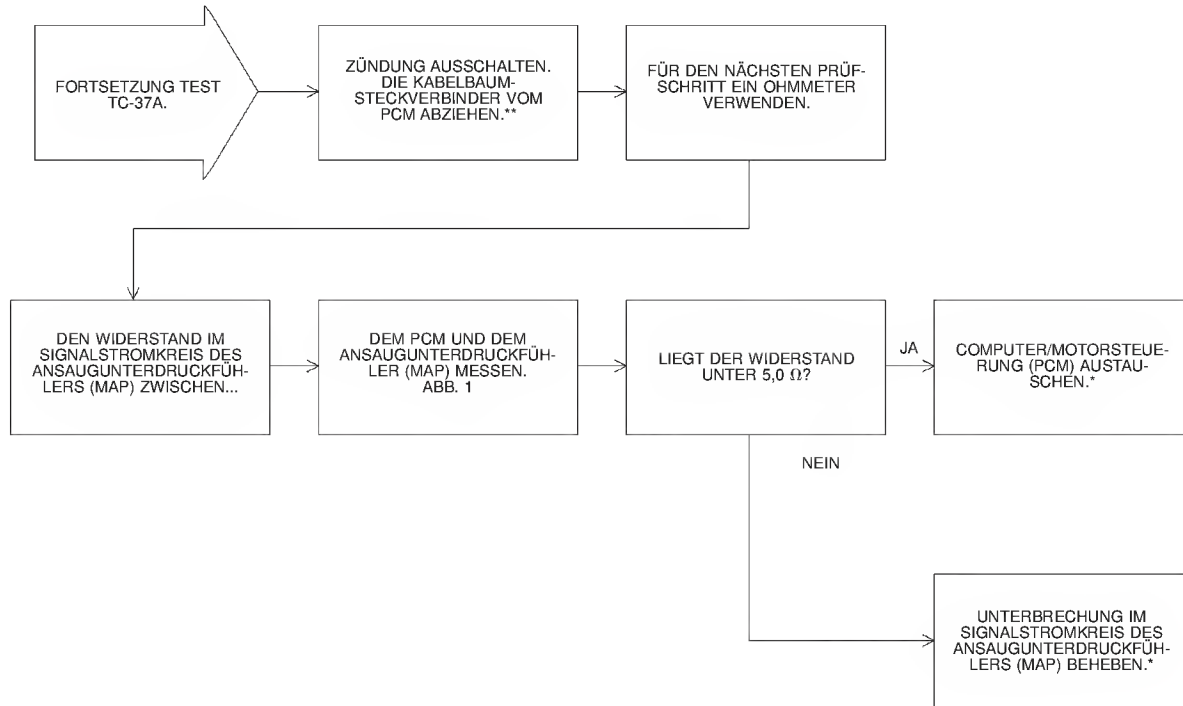 FORTSETZUNG TEST
TC-37A.
ZÜNDUNG AUSSCHALTEN.
DIE KABELBAUM-
STECKVERBINDER VOM
PCM ABZIEHEN.**
FÜR DEN NÄCHSTEN PRÜF-
SCHRITT EIN OHMMETER
VERWENDEN.
DEN WIDERSTAND IM
SIGNALSTROMKREIS DES
ANSAUGUNTERDRUCKFÜH-
LERS (MAP) ZWISCHEN...
DEM PCM UND DEM
ANSAUGUNTERDRUCKFÜH-
LER (MAP) MESSEN.
ABB. 1
LIEGT DER WIDERSTAND
UNTER 5,0 Ω?
JA
COMPUTER/MOTORSTEUE-
RUNG (PCM) AUSTAU-
SCHEN.*
NEIN
UNTERBRECHUNG IM
SIGNALSTROMKREIS DES
ANSAUGUNTERDRUCKFÜH-
LERS (MAP) BEHEBEN.*